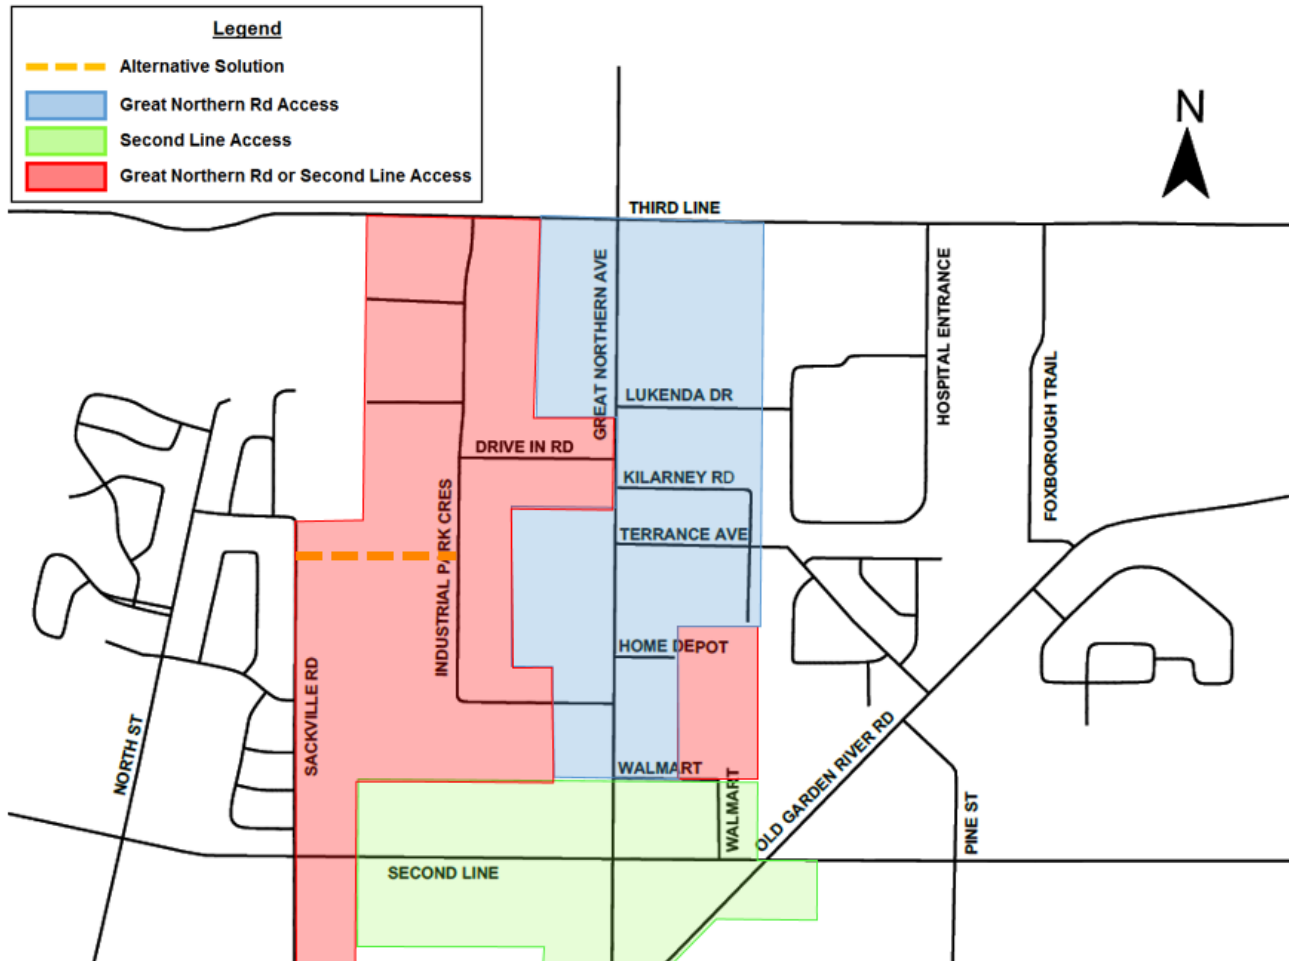 Legend
Alternative Solution
Great Northern Rd Access
Second Line Access
Great Northern Rd or Second Line Access
N
THIRD LINE
GREAT NORTHERN AVE
HOSPITAL ENTRANCE
FOXBOROUGH TRAIL
LUKENDA DR
DRIVE IN RD
KILARNEY RD
INDUSTRIAL PARK CRES
TERRANCE AVE
HOME DEPOT
SACKVILLE RD
NORTH ST
WALMART
WALMART
OLD GARDEN RIVER RD
PINE ST
SECOND LINE